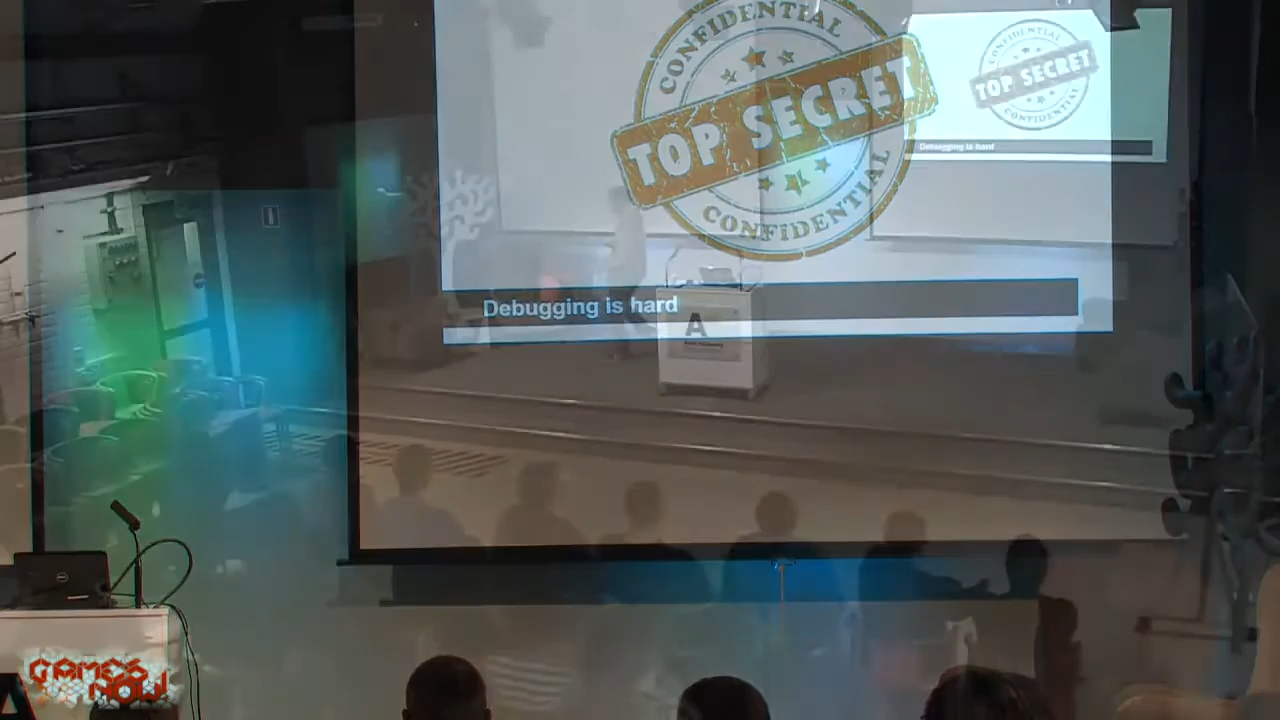 CONFIDENTIAL
TOP SECRET
CONFIDENTIAL
Debugging is hard
CONFIDENTIAL
TOP SECRET
CONFIDENTIAL
Debugging is hard
A
GAMES
NOW
A